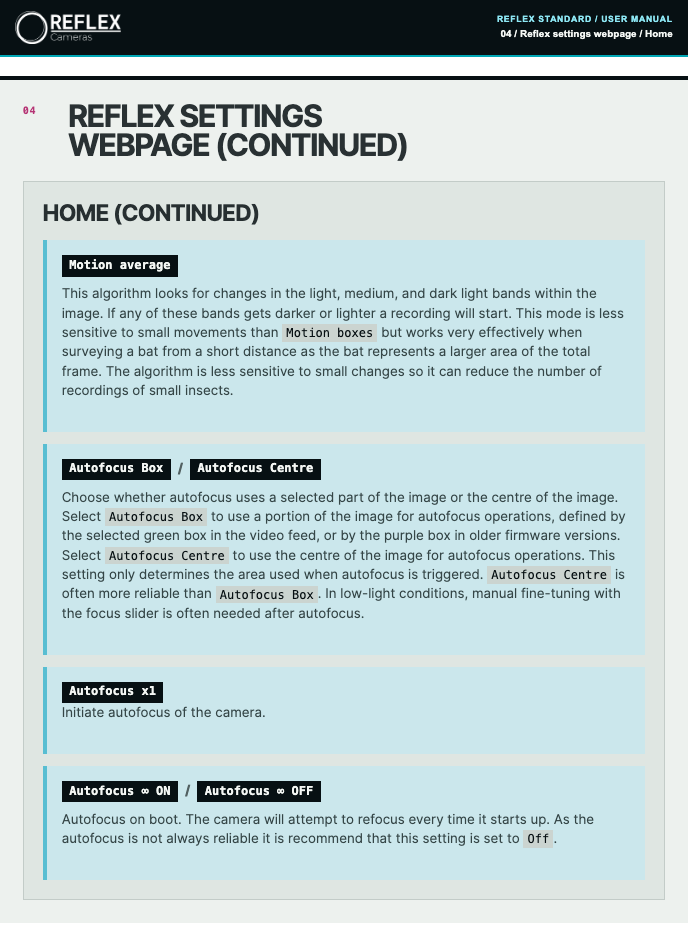 REFLEX
Cameras
REFLEX STANDARD / USER MANUAL
04 / Reflex settings webpage / Home
04
REFLEX SETTINGS
WEBPAGE (CONTINUED)
HOME (CONTINUED)
Motion average
This algorithm looks for changes in the light, medium, and dark light bands within the
image. If any of these bands gets darker or lighter a recording will start. This mode is less
sensitive to small movements than Motion boxes but works very effectively when
surveying a bat from a short distance as the bat represents a larger area of the total
frame. The algorithm is less sensitive to small changes so it can reduce the number of
recordings of small insects.
Autofocus Box / Autofocus Centre
Choose whether autofocus uses a selected part of the image or the centre of the image.
Select Autofocus Box to use a portion of the image for autofocus operations, defined by
the selected green box in the video feed, or by the purple box in older firmware versions.
Select Autofocus Centre to use the centre of the image for autofocus operations. This
setting only determines the area used when autofocus is triggered. Autofocus Centre is
often more reliable than Autofocus Box. In low-light conditions, manual fine-tuning with
the focus slider is often needed after autofocus.
Autofocus x1
Initiate autofocus of the camera.
Autofocus ∞ ON / Autofocus ∞ OFF
Autofocus on boot. The camera will attempt to refocus every time it starts up. As the
autofocus is not always reliable it is recommend that this setting is set to Off.